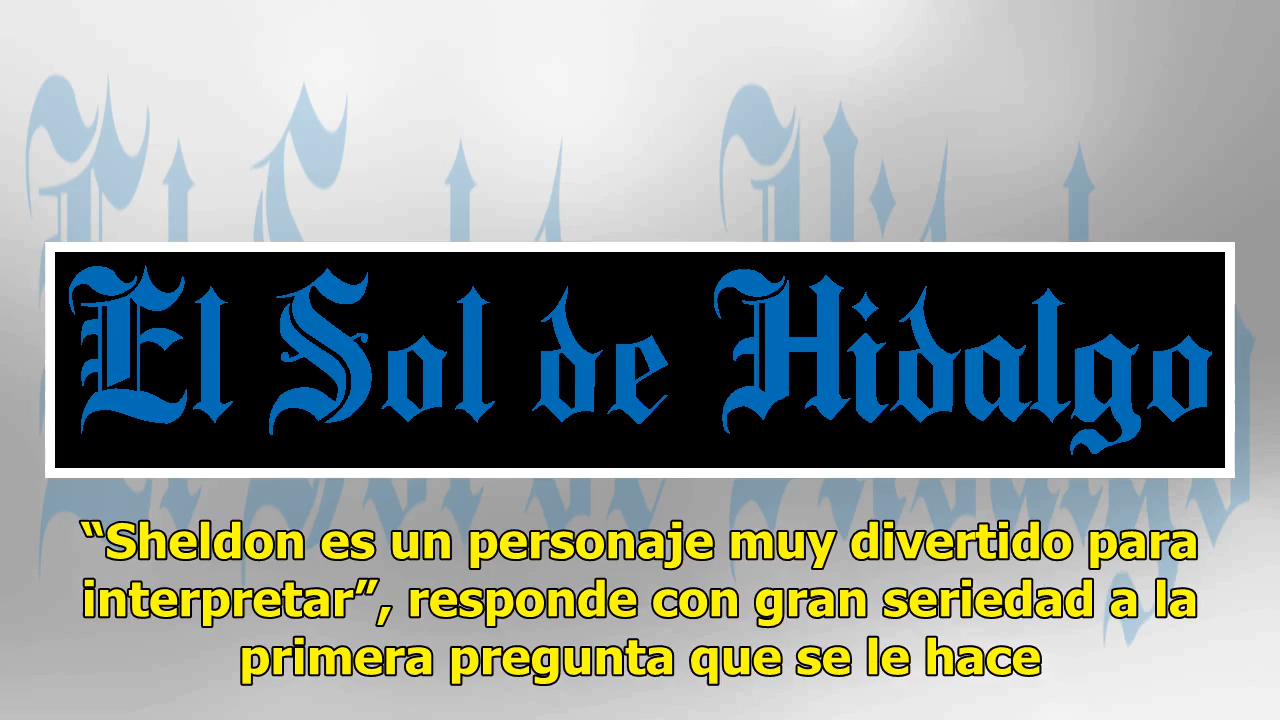 El Sol de Hidalgo
“Sheldon es un personaje muy divertido para
interpretar”, responde con gran seriedad a la
primera pregunta que se le hace